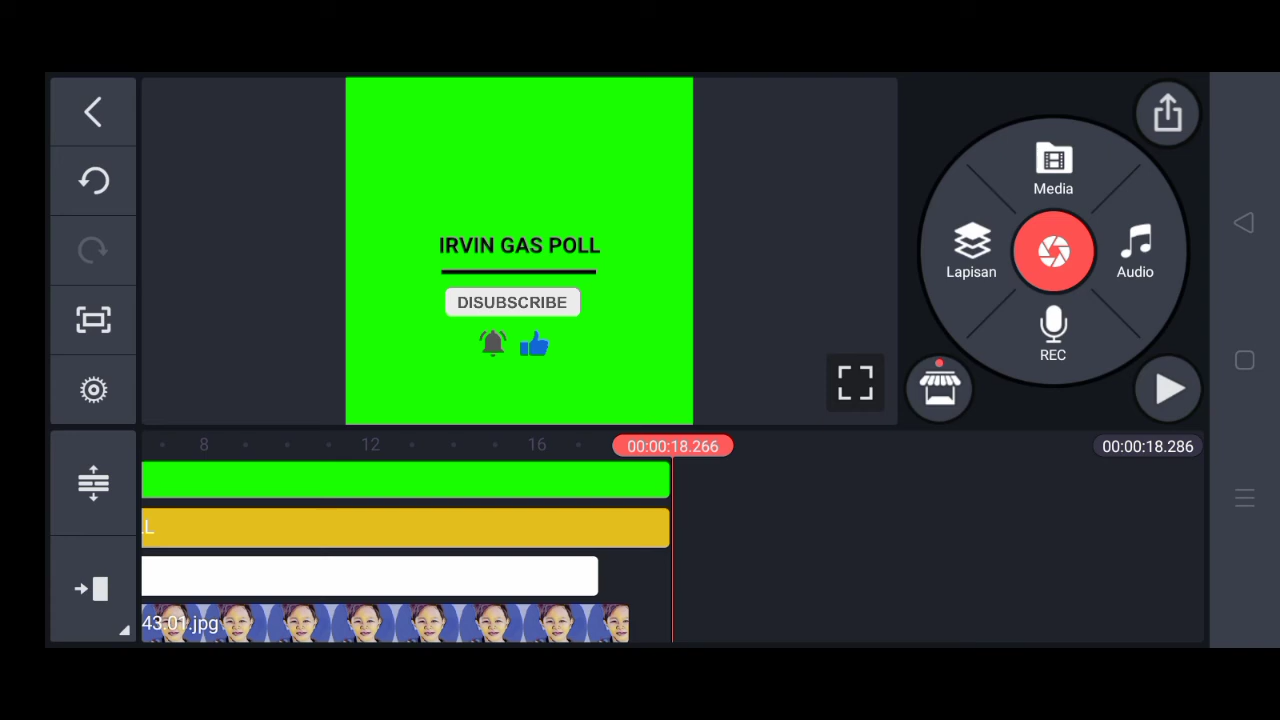 Media
Lapisan
Audio
REC
IRVIN GAS POLL
DISUBSCRIBE
8
12
16
00:00:18.266
00:00:18.286
LL
43.01.jpg